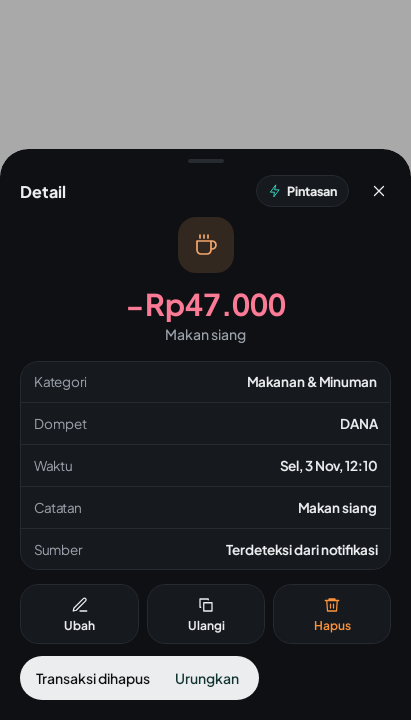 Detail
Pintasan
−Rp47.000
Makan siang
Kategori Makanan & Minuman
Dompet DANA
Waktu Sel, 3 Nov, 12:10
Catatan Makan siang
Sumber Terdeteksi dari notifikasi
Ubah
Ulangi
Hapus
Transaksi dihapus Urungkan